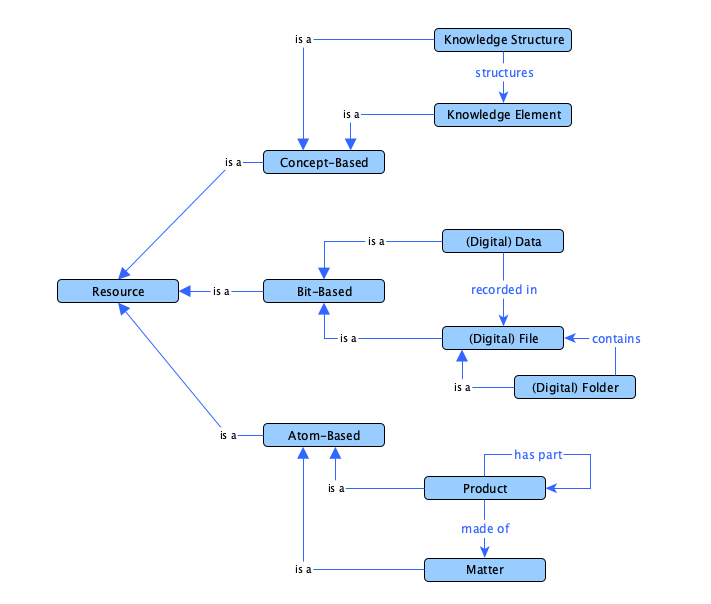 Knowledge Structure
is a
structures
Knowledge Element
is a
Concept-Based
is a
(Digital) Data
is a
recorded in
Resource
is a
Bit-Based
(Digital) File
is a
contains
(Digital) Folder
is a
Atom-Based
is a
has part
Product
is a
made of
Matter
is a